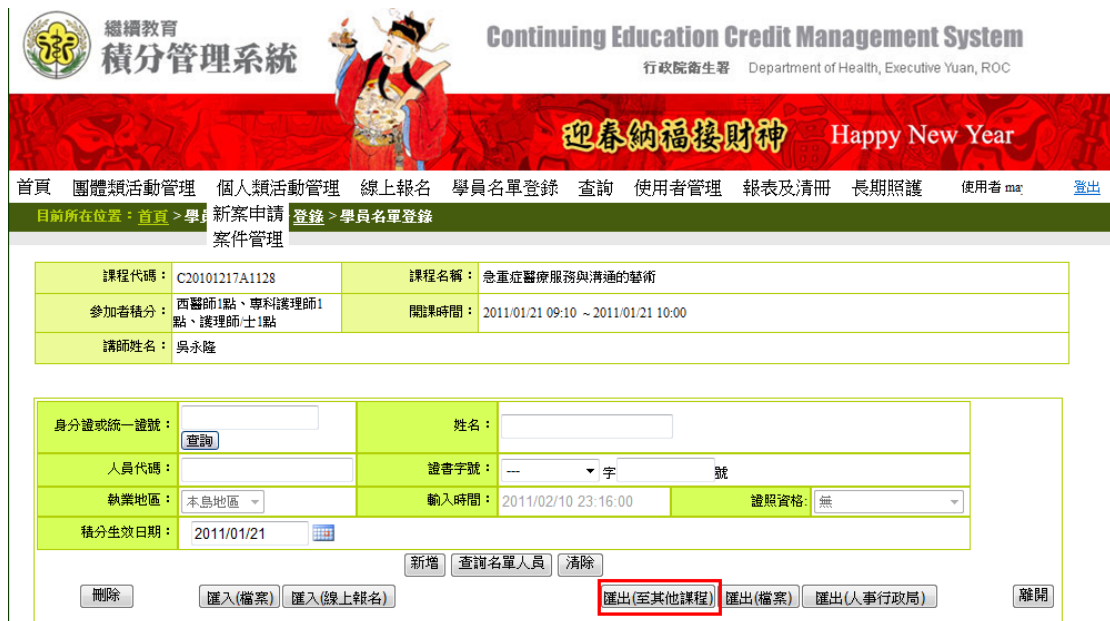 繼續教育
積分管理系統
Continuing Education Credit Management System
行政院衛生署 Department of Health, Executive Yuan, ROC
迎春納福接財神 Happy New Year
首頁 團體類活動管理 個人類活動管理 線上報名 學員名單登錄 查詢 使用者管理 報表及清冊 長期照護 使用者 ma 登出
目前所在位置：首頁 > 學員 登錄 > 學員名單登錄
新案申請
案件管理
課程代碼： C20101217A1128 課程名稱： 急重症醫療服務與溝通的藝術
參加者積分： 西醫師1點、專科護理師1
點、護理師/士1點
開課時間： 2011/01/21 09:10 ~ 2011/01/21 10:00
講師姓名： 吳永隆
身分證或統一證號： 查詢 姓名：
人員代碼： 證書字號： --- 字 號
執業地區： 本島地區 輸入時間： 2011/02/10 23:16:00 證照資格: 無
積分生效日期： 2011/01/21
新增 查詢名單人員 清除
刪除 匯入(檔案) 匯入(線上報名) 匯出(至其他課程) 匯出(檔案) 匯出(人事行政局) 離開